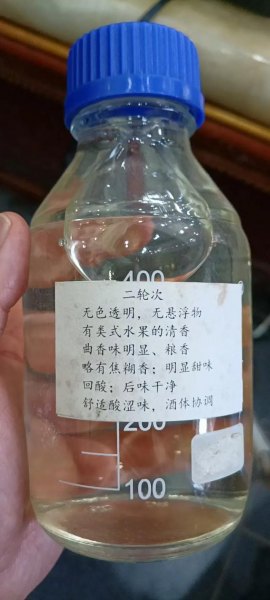 400
二轮次
无色透明，无悬浮物
有类式水果的清香
曲香味明显、粮香
略有焦糊香；明显甜味
回酸；后味干净
舒适酸涩味，酒体协调
200
100